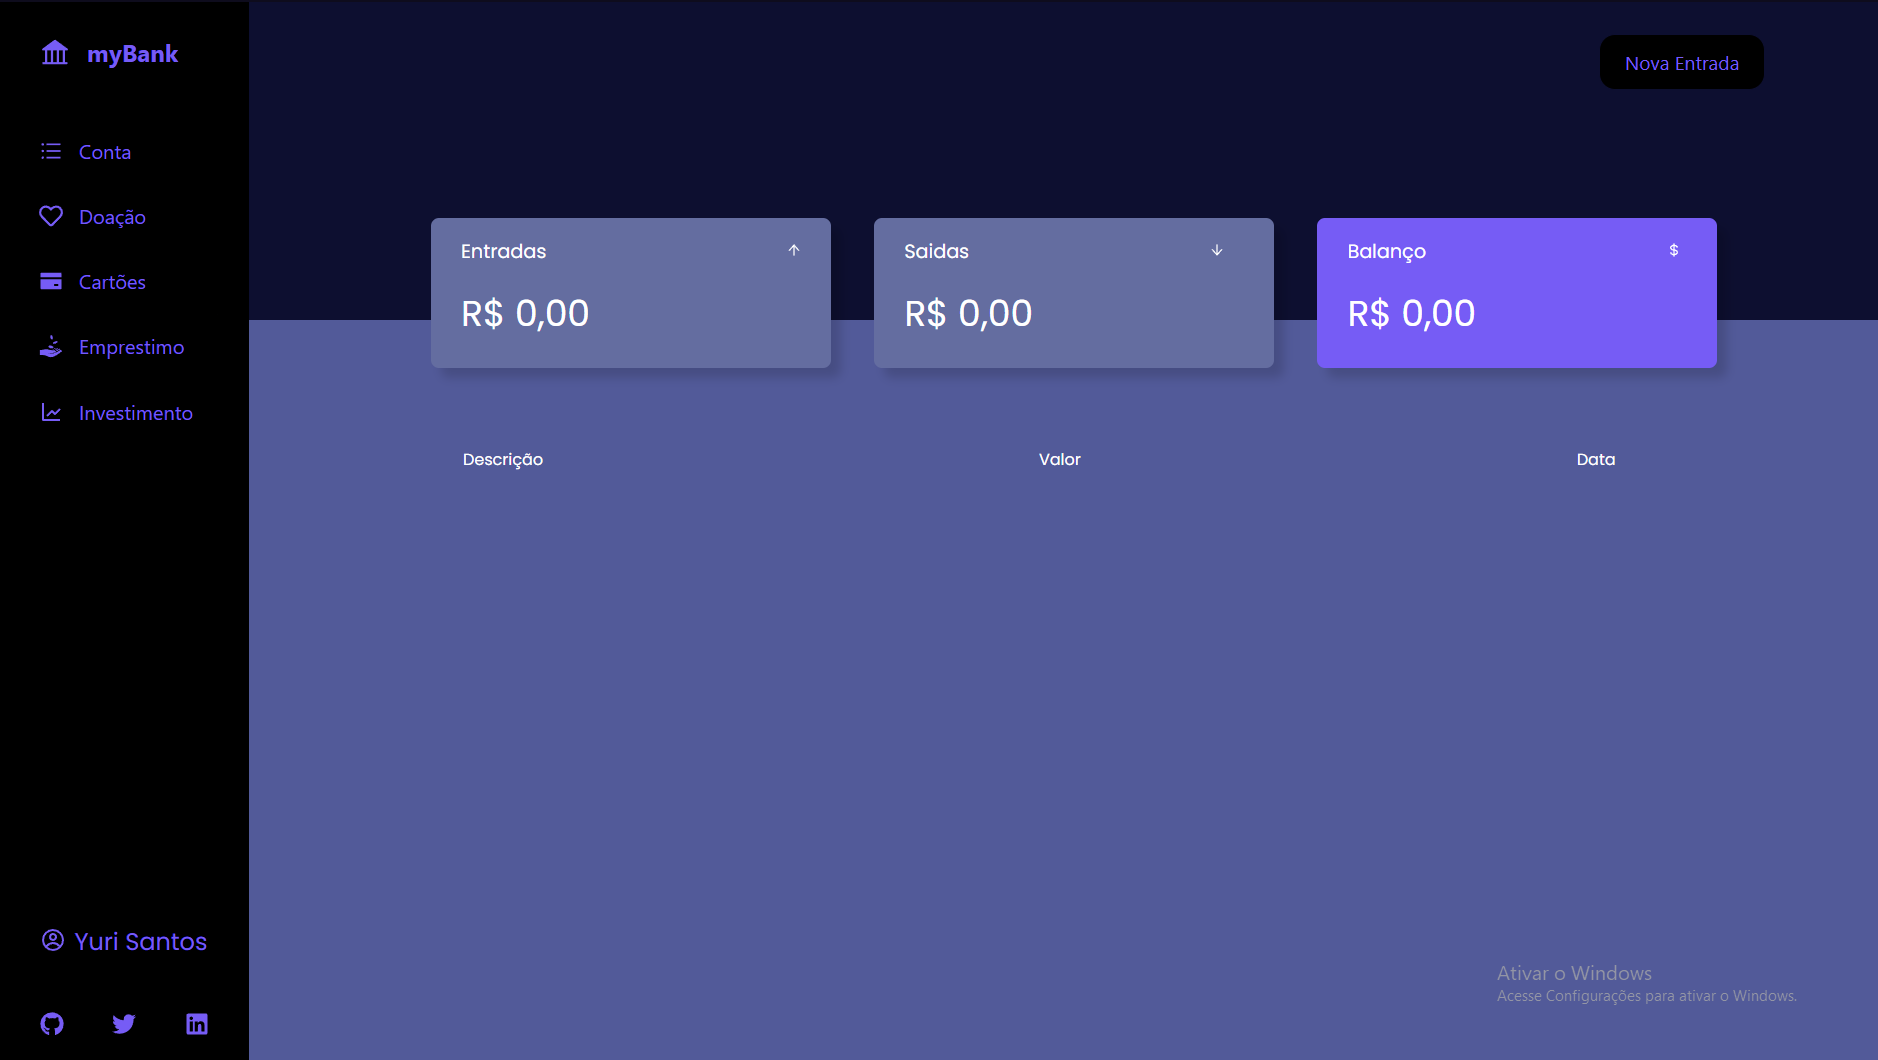 myBank
Nova Entrada
Conta
Doação
Cartões
Emprestimo
Investimento
Entradas
R$ 0,00
Saidas
R$ 0,00
Balanço $
R$ 0,00
Descrição Valor Data
Yuri Santos
Ativar o Windows
Acesse Configurações para ativar o Windows.